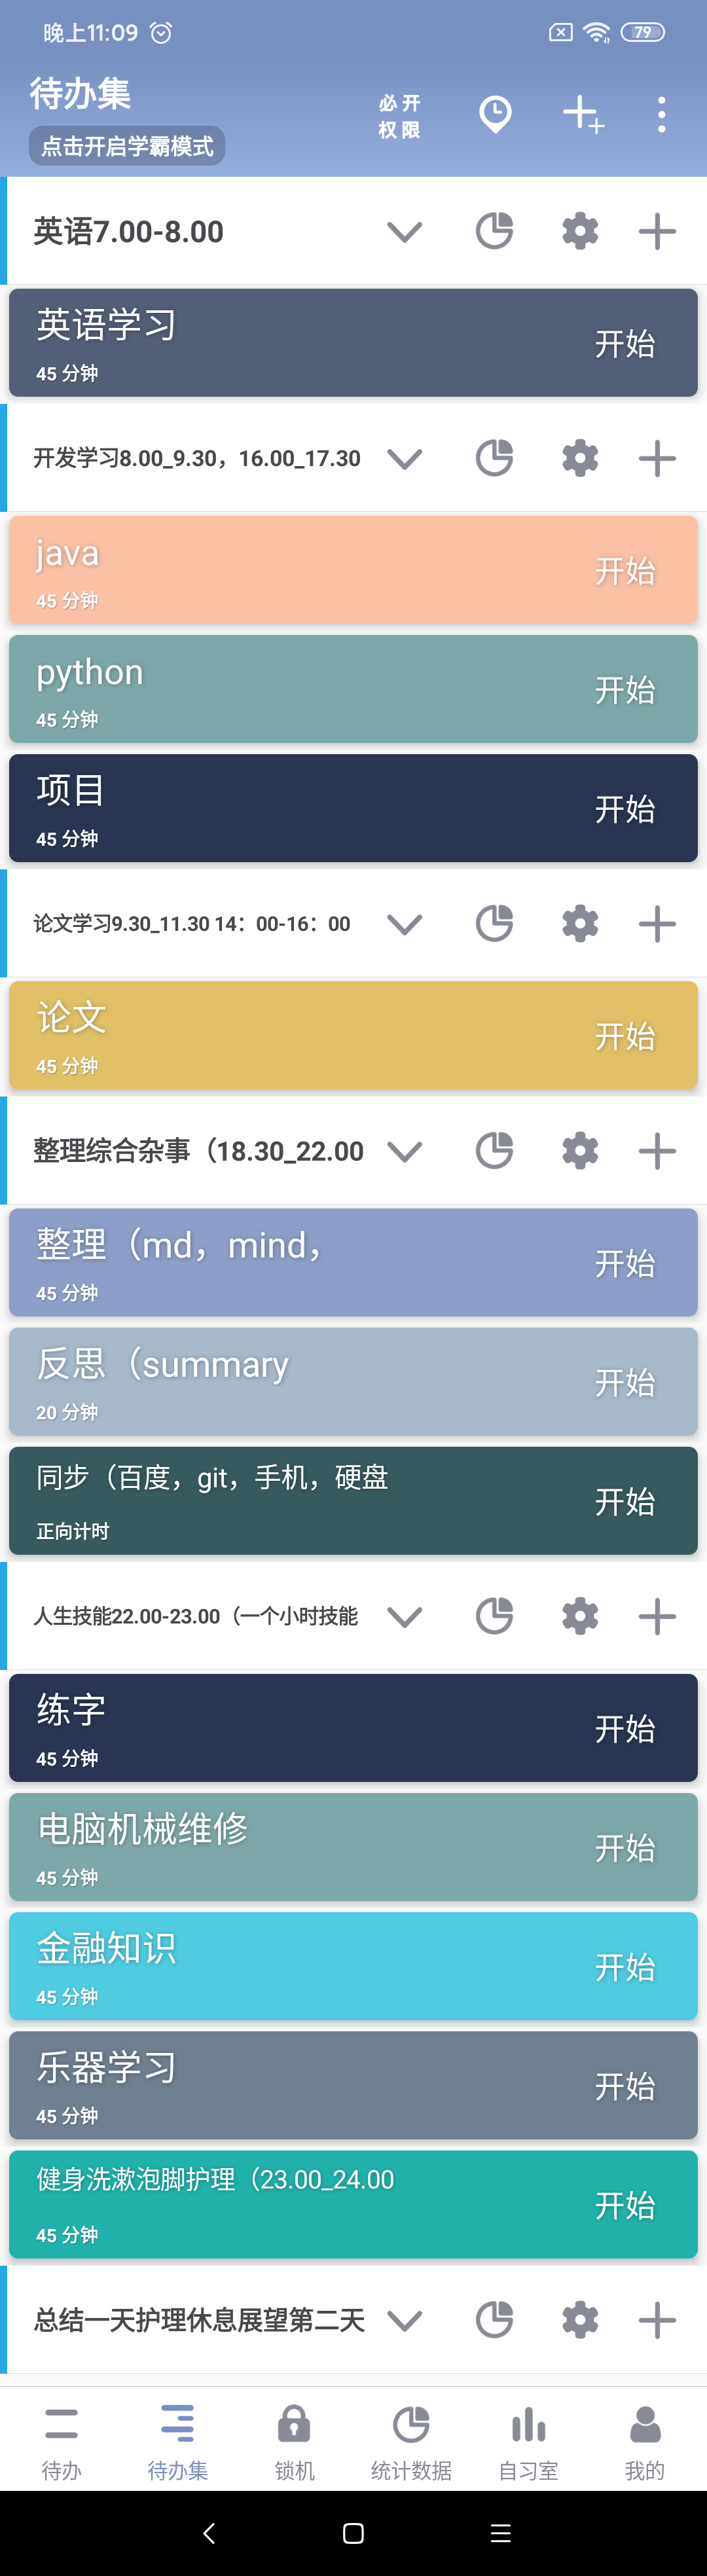 晚上11:09
79
待办集
必开
权限
点击开启学霸模式
英语7.00-8.00
英语学习
开始
45 分钟
开发学习8.00_9.30，16.00_17.30
java
开始
45 分钟
python
开始
45 分钟
项目
开始
45 分钟
论文学习9.30_11.30 14：00-16：00
论文
开始
45 分钟
整理综合杂事（18.30_22.00
整理（md，mind，
开始
45 分钟
反思（summary
开始
20 分钟
同步（百度，git，手机，硬盘
开始
正向计时
人生技能22.00-23.00（一个小时技能
练字
开始
45 分钟
电脑机械维修
开始
45 分钟
金融知识
开始
45 分钟
乐器学习
开始
45 分钟
健身洗漱泡脚护理（23.00_24.00
开始
45 分钟
总结一天护理休息展望第二天
待办
待办集
锁机
统计数据
自习室
我的